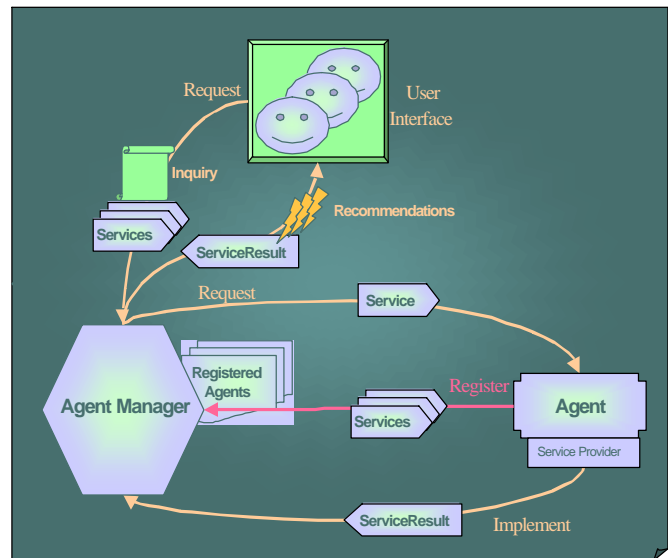 Request
User
Interface
Inquiry
Recommendations
Services
ServiceResult
Request
Service
Registered
Agents
Register
Agent Manager
Agent
Services
Service Provider
ServiceResult
Implement